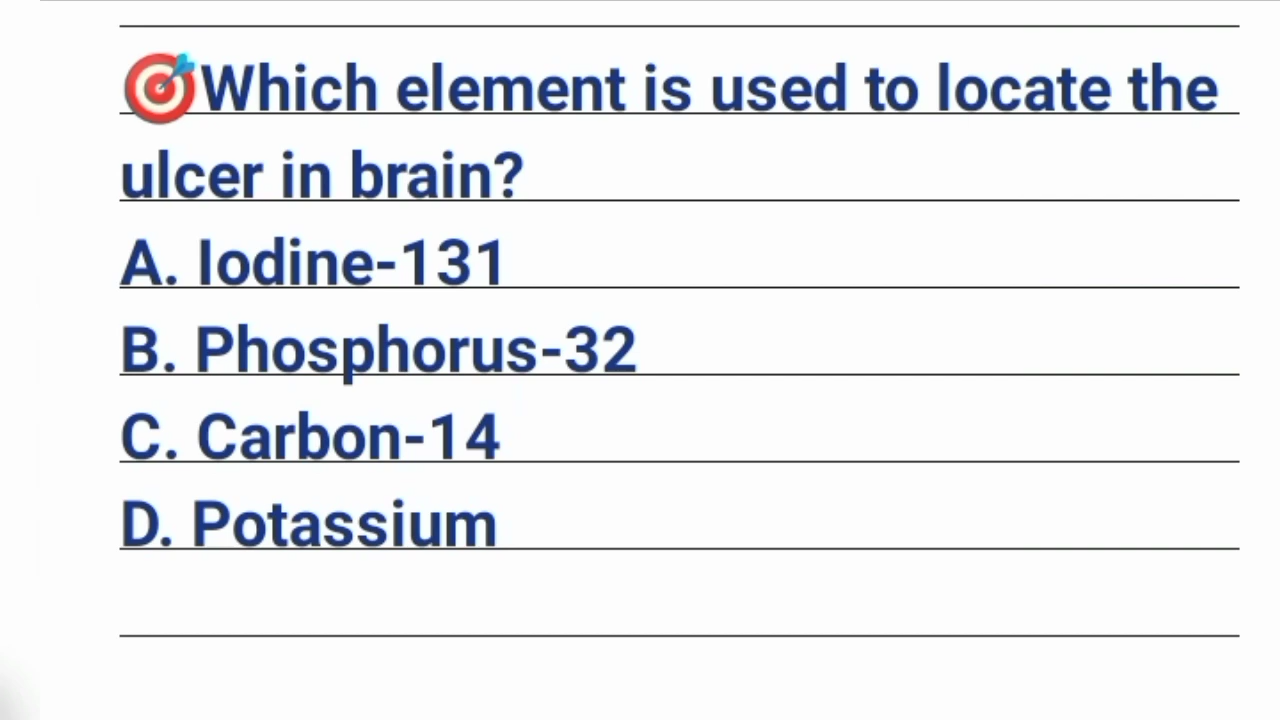 🎯Which element is used to locate the
ulcer in brain?
A. Iodine-131
B. Phosphorus-32
C. Carbon-14
D. Potassium